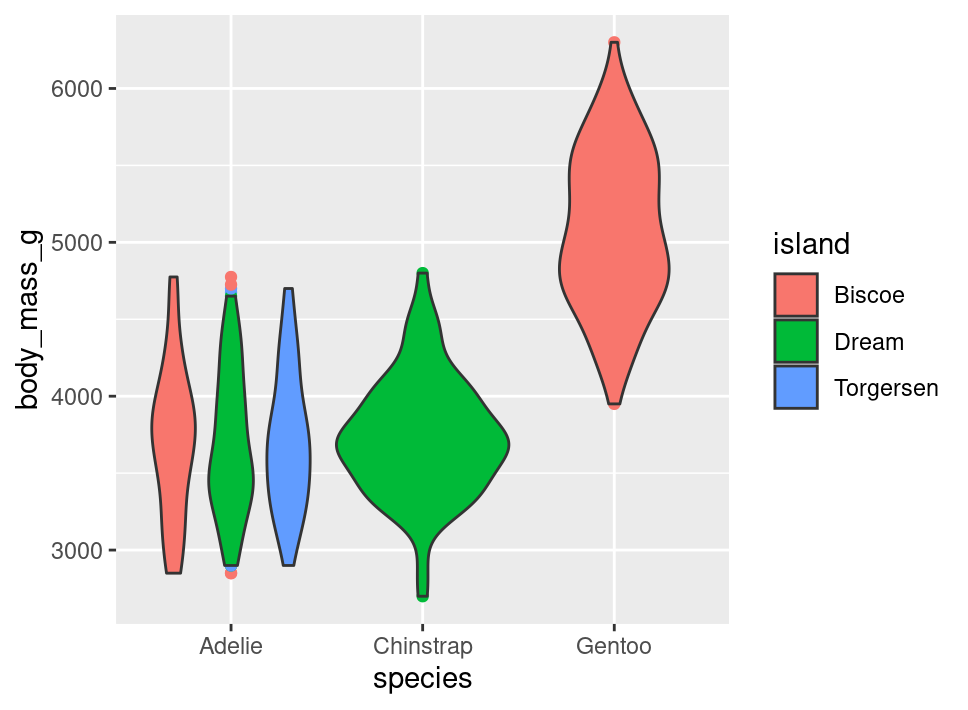 body_mass_g
6000
5000
4000
3000
Adelie
Chinstrap
Gentoo
species
island
Biscoe
Dream
Torgersen